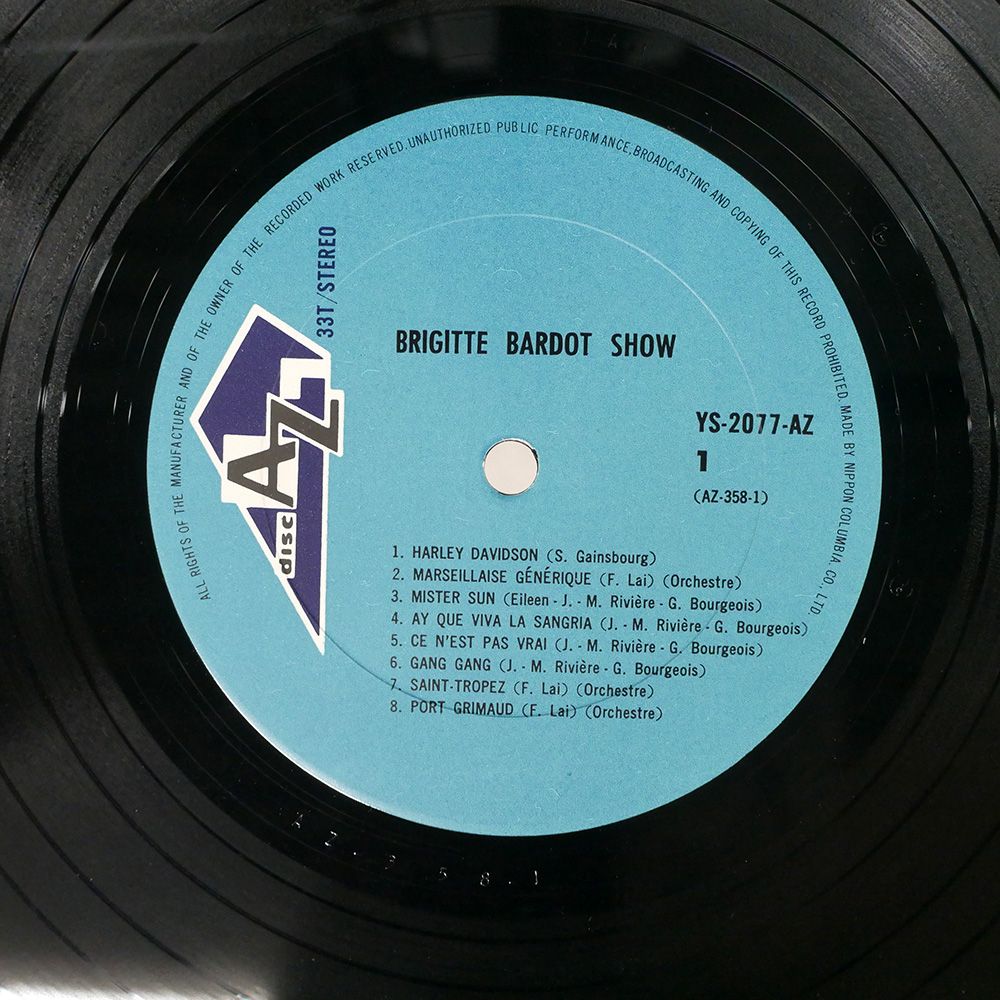 ALL RIGHTS OF THE MANUFACTURER AND OF THE OWNER OF THE RECORDED WORK RESERVED. UNAUTHORIZED PUBLIC PERFORMANCE, BROADCASTING AND COPYING OF THIS RECORD PROHIBITED. MADE BY NIPPON COLUMBIA CO., LTD.
33T/STEREO
disc AZ
BRIGITTE BARDOT SHOW
YS-2077-AZ
1
(AZ-358-1)
1. HARLEY DAVIDSON (S. Gainsbourg)
2. MARSEILLAISE GÉNÉRIQUE (F. Lai) (Orchestre)
3. MISTER SUN (Eileen - J. - M. Rivière - G. Bourgeois)
4. AY QUE VIVA LA SANGRIA (J. - M. Rivière - G. Bourgeois)
5. CE N'EST PAS VRAI (J. - M. Rivière - G. Bourgeois)
6. GANG GANG (J. - M. Rivière - G. Bourgeois)
7. SAINT-TROPEZ (F. Lai) (Orchestre)
8. PORT GRIMAUD (F. Lai) (Orchestre)
AZ.358.1